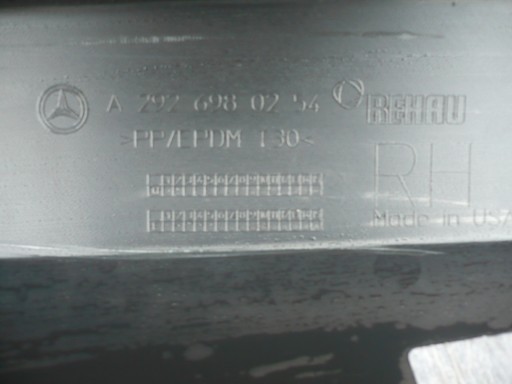 A 292 698 02 54 REHAU
>PP/EPDM T30<
RH
Made in USA